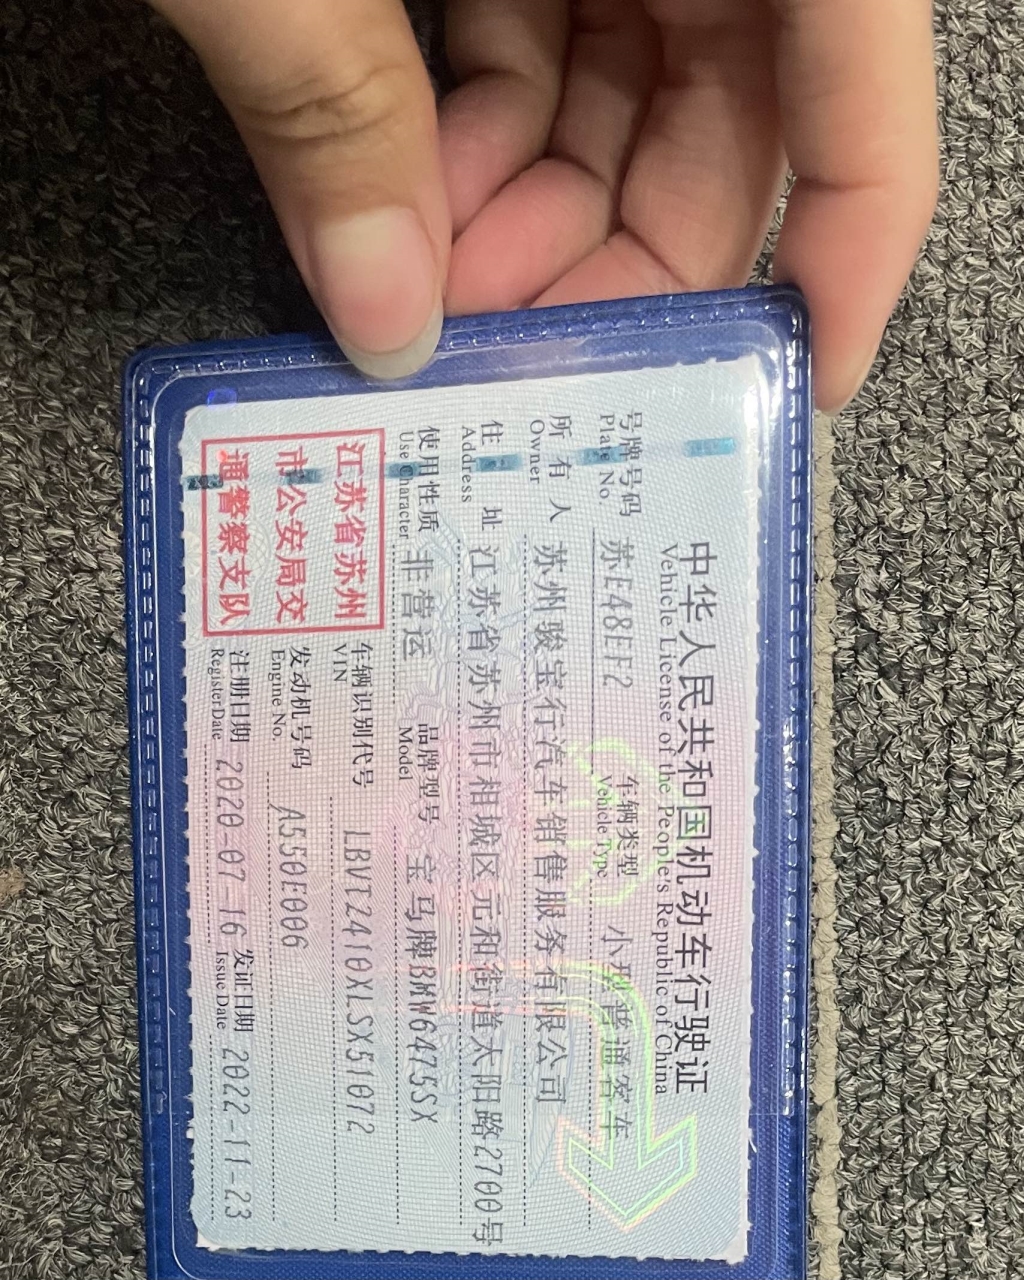 中华人民共和国机动车行驶证
Vehicle License of the People's Republic of China
号牌号码 苏E48EF2 车辆类型 小型普通客车
Plate No. Vehicle Type
所有人 苏州骏宝行汽车销售服务有限公司
Owner
住址 江苏省苏州市相城区元和街道太阳路2700号
Address
使用性质 非营运 品牌型号 宝马牌BMW6475SX
Use Character Model
江苏省苏州
市公安局交
通警察支队
车辆识别代号 LBVTZ410XLSX51072
VIN
发动机号码 A550E006
Engine No.
注册日期 2020-07-16 发证日期 2022-11-23
Register Date Issue Date